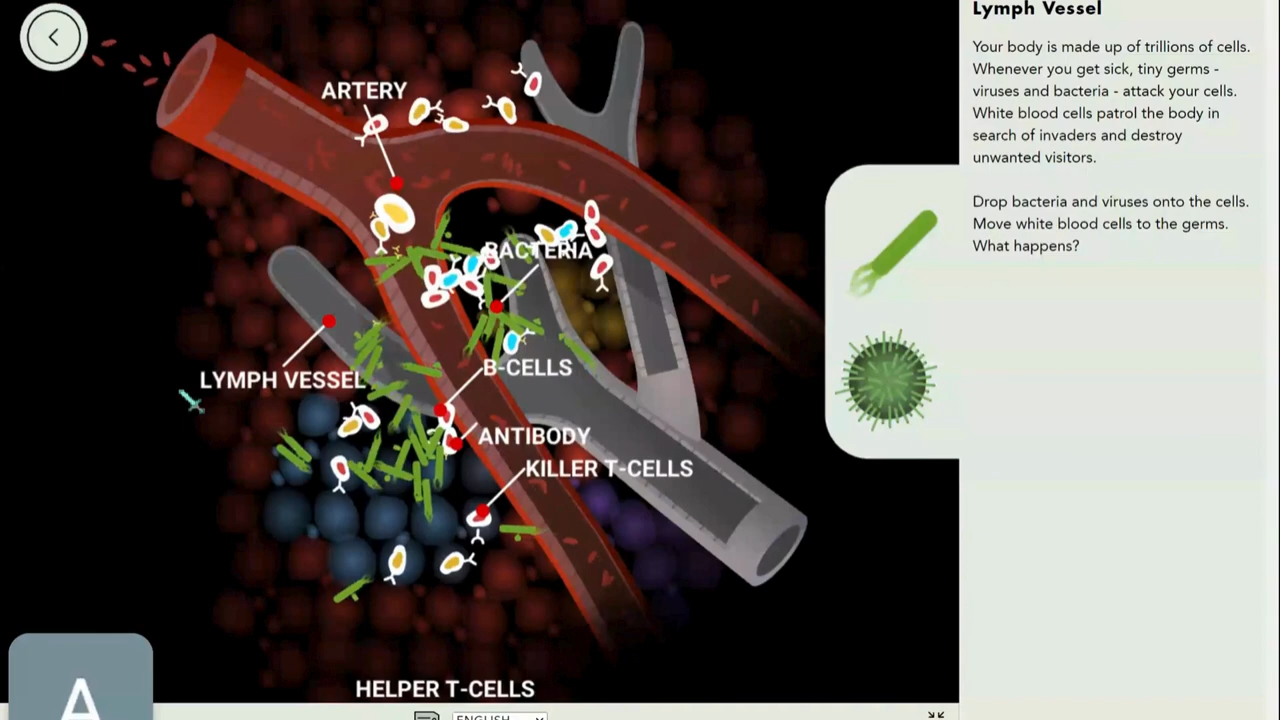 Lymph Vessel
Your body is made up of trillions of cells.
Whenever you get sick, tiny germs -
viruses and bacteria - attack your cells.
White blood cells patrol the body in
search of invaders and destroy
unwanted visitors.
Drop bacteria and viruses onto the cells.
Move white blood cells to the germs.
What happens?
ARTERY
BACTERIA
LYMPH VESSEL
B-CELLS
ANTIBODY
KILLER T-CELLS
HELPER T-CELLS
A
ENGLISH